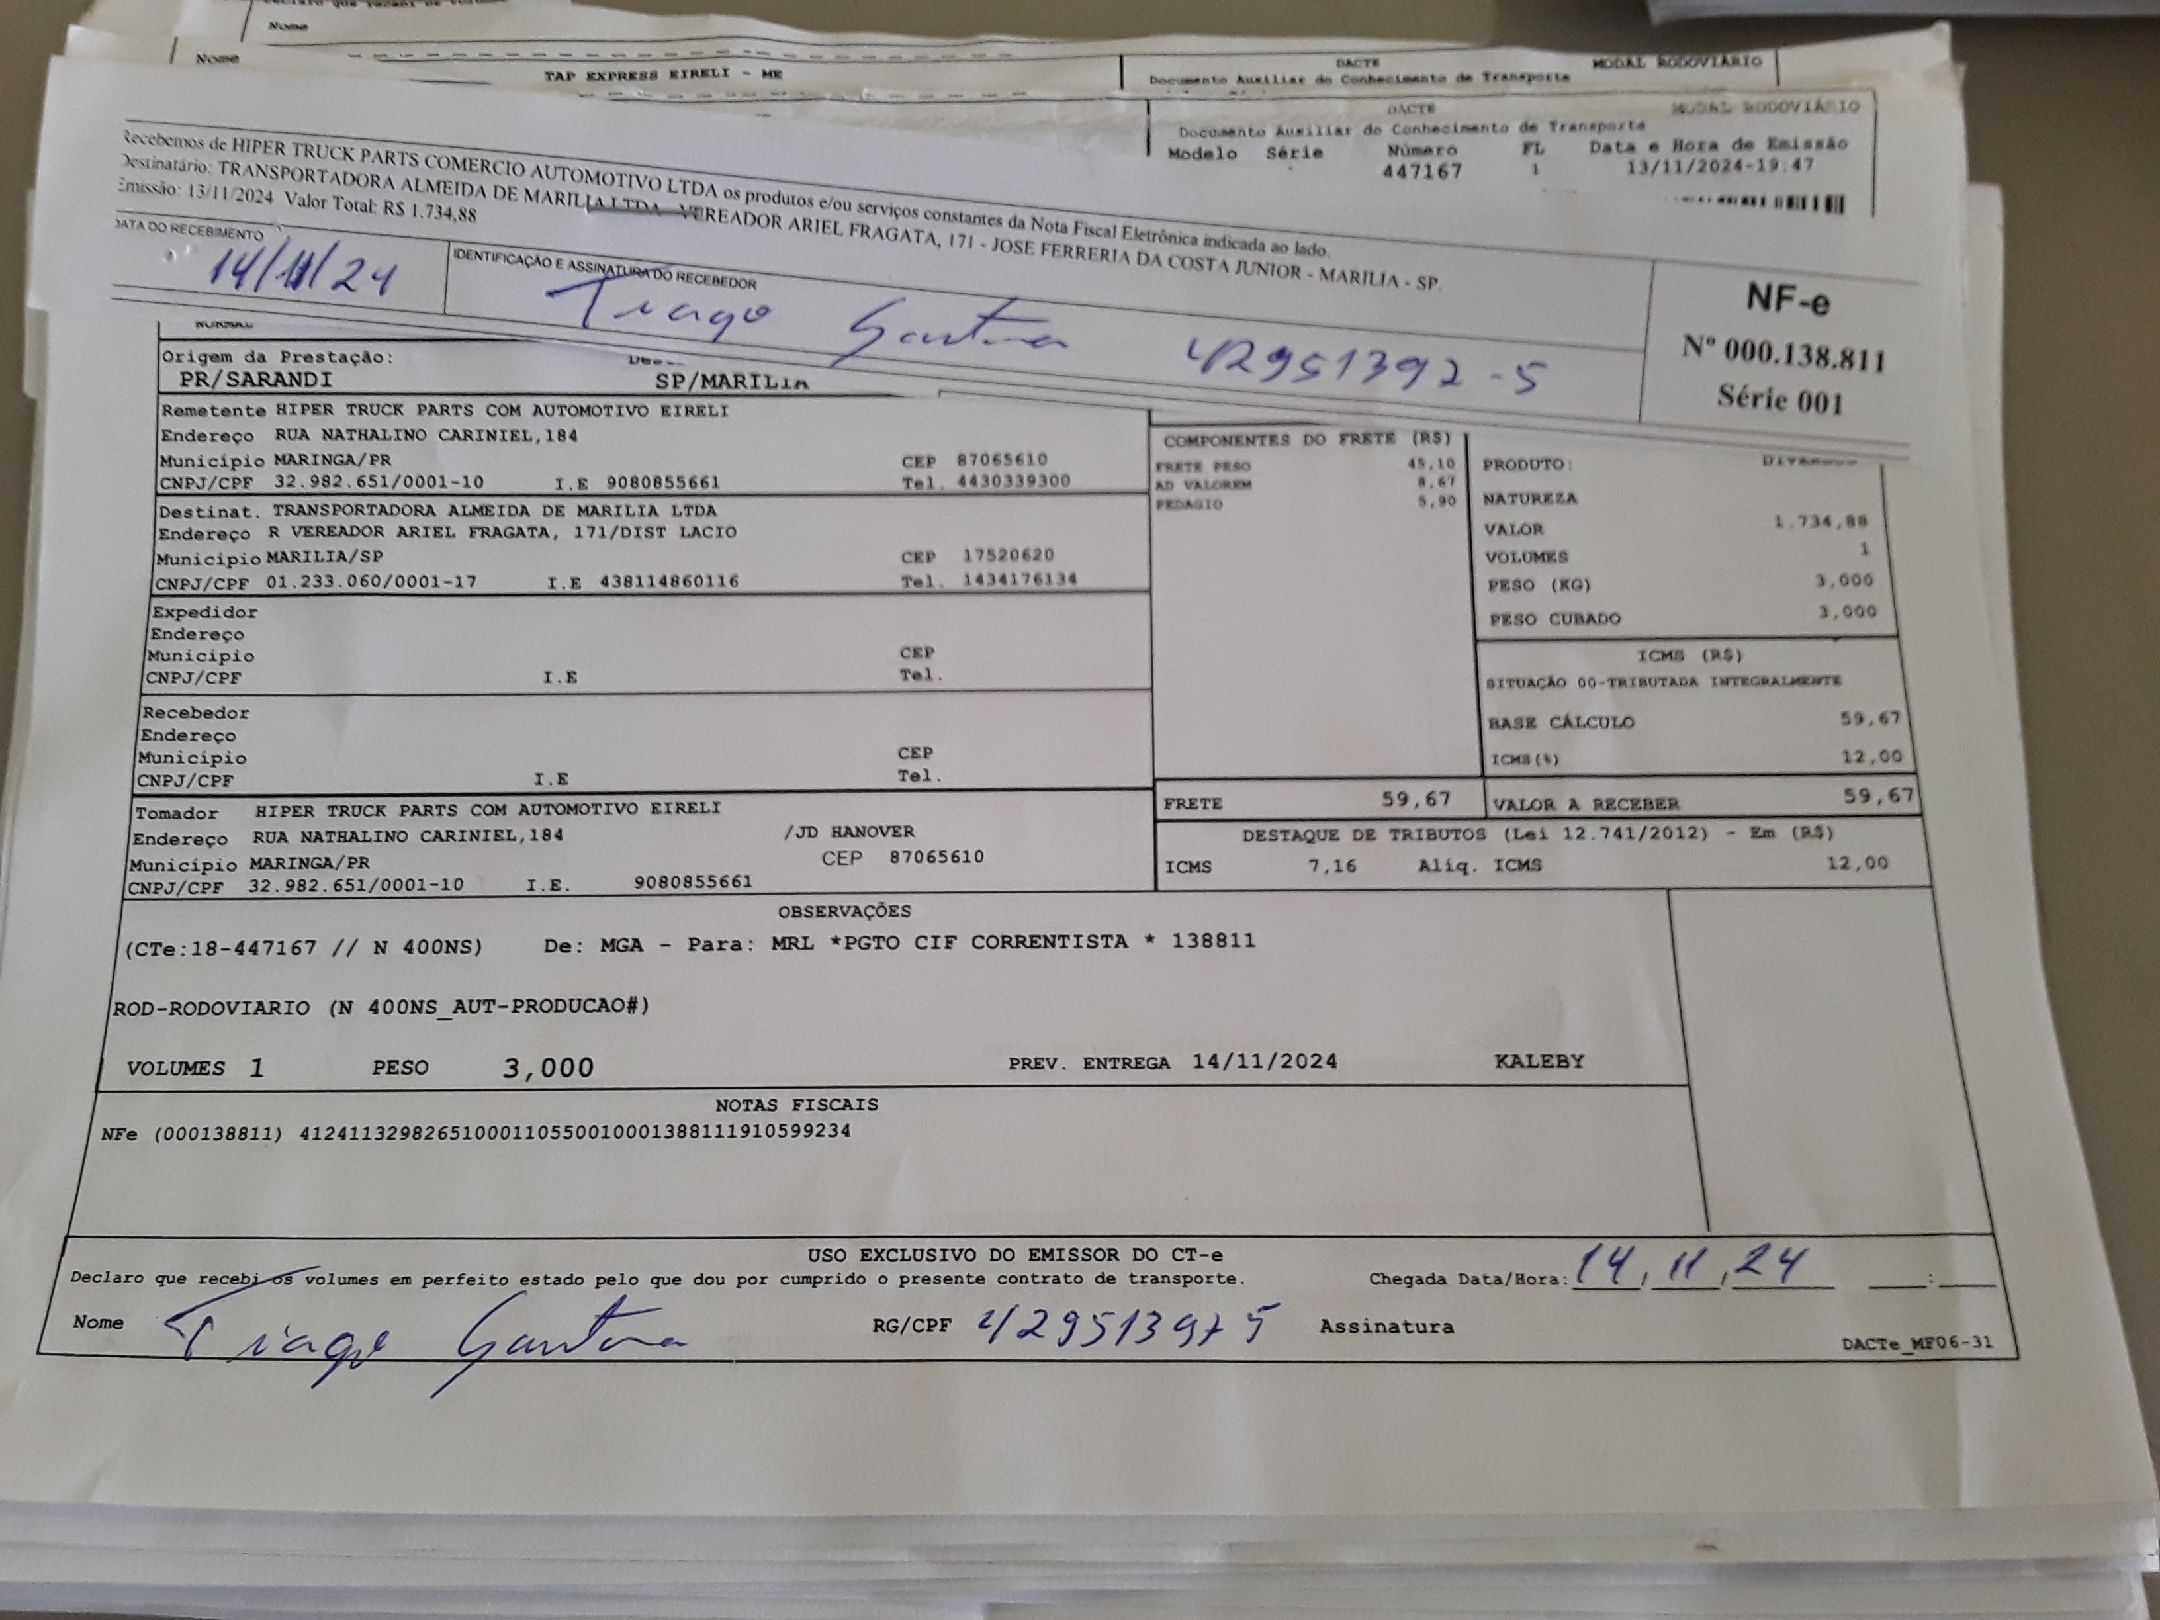 Nome
Nome
TAP EXPRESS EIRELI - ME
DACTE MODAL RODOVIÁRIO
Documento Auxiliar do Conhecimento de Transporte
DACTE MODAL RODOVIÁRIO
Documento Auxiliar do Conhecimento de Transporte
Modelo Série Número FL Data e Hora de Emissão
447167 1 13/11/2024-19:47
Recebemos de HIPER TRUCK PARTS COMERCIO AUTOMOTIVO LTDA os produtos e/ou serviços constantes da Nota Fiscal Eletrônica indicada ao lado.
Destinatário: TRANSPORTADORA ALMEIDA DE MARILIA LTDA - VEREADOR ARIEL FRAGATA, 171 - JOSE FERRERIA DA COSTA JUNIOR - MARILIA - SP.
Emissão: 13/11/2024 Valor Total: R$ 1.734,88
DATA DO RECEBIMENTO
14/11/24
IDENTIFICAÇÃO E ASSINATURA DO RECEBEDOR
Tiago Santana 42951392-5
NF-e
Nº 000.138.811
Série 001
NORMAL
Origem da Prestação:
PR/SARANDI SP/MARILIA
Remetente HIPER TRUCK PARTS COM AUTOMOTIVO EIRELI
Endereço RUA NATHALINO CARINIEL,184
Município MARINGA/PR CEP 87065610
CNPJ/CPF 32.982.651/0001-10 I.E 9080855661 Tel. 4430339300
Destinat. TRANSPORTADORA ALMEIDA DE MARILIA LTDA
Endereço R VEREADOR ARIEL FRAGATA, 171/DIST LACIO
Município MARILIA/SP CEP 17520620
CNPJ/CPF 01.233.060/0001-17 I.E 438114860116 Tel. 1434176134
Expedidor
Endereço
Município CEP
CNPJ/CPF I.E Tel.
Recebedor
Endereço
Município CEP
CNPJ/CPF I.E Tel.
Tomador HIPER TRUCK PARTS COM AUTOMOTIVO EIRELI
Endereço RUA NATHALINO CARINIEL,184 /JD HANOVER
Município MARINGA/PR CEP 87065610
CNPJ/CPF 32.982.651/0001-10 I.E. 9080855661
COMPONENTES DO FRETE (R$)
FRETE PESO 45,10
AD VALOREM 8,67
PEDAGIO 5,90
PRODUTO:
NATUREZA
VALOR 1.734,88
VOLUMES 1
PESO (KG) 3,000
PESO CUBADO 3,000
ICMS (R$)
SITUAÇÃO 00-TRIBUTADA INTEGRALMENTE
BASE CÁLCULO 59,67
ICMS(%) 12,00
FRETE 59,67 VALOR A RECEBER 59,67
DESTAQUE DE TRIBUTOS (Lei 12.741/2012) - Em (R$)
ICMS 7,16 Aliq. ICMS 12,00
OBSERVAÇÕES
(CTe:18-447167 // N 400NS) De: MGA - Para: MRL *PGTO CIF CORRENTISTA * 138811
ROD-RODOVIARIO (N 400NS_AUT-PRODUCAO#)
VOLUMES 1 PESO 3,000 PREV. ENTREGA 14/11/2024 KALEBY
NOTAS FISCAIS
NFe (000138811) 41241132982651000110550010001388111910599234
USO EXCLUSIVO DO EMISSOR DO CT-e
Declaro que recebi os volumes em perfeito estado pelo que dou por cumprido o presente contrato de transporte. Chegada Data/Hora: 14,11,24 :
Nome Tiago Santana RG/CPF 429513975 Assinatura
DACTe_MF06-31